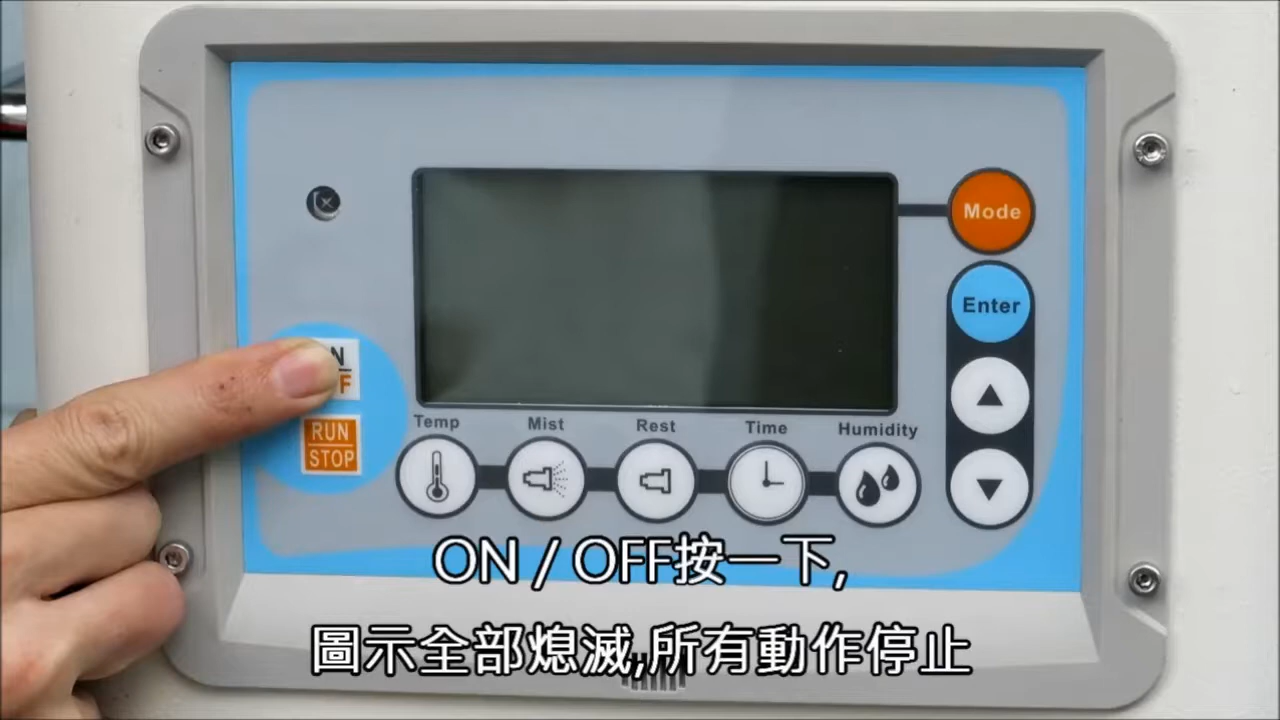 Mode
Enter
N
F
RUN
STOP
Temp
Mist
Rest
Time
Humidity
ON / OFF按一下,
圖示全部熄滅,所有動作停止